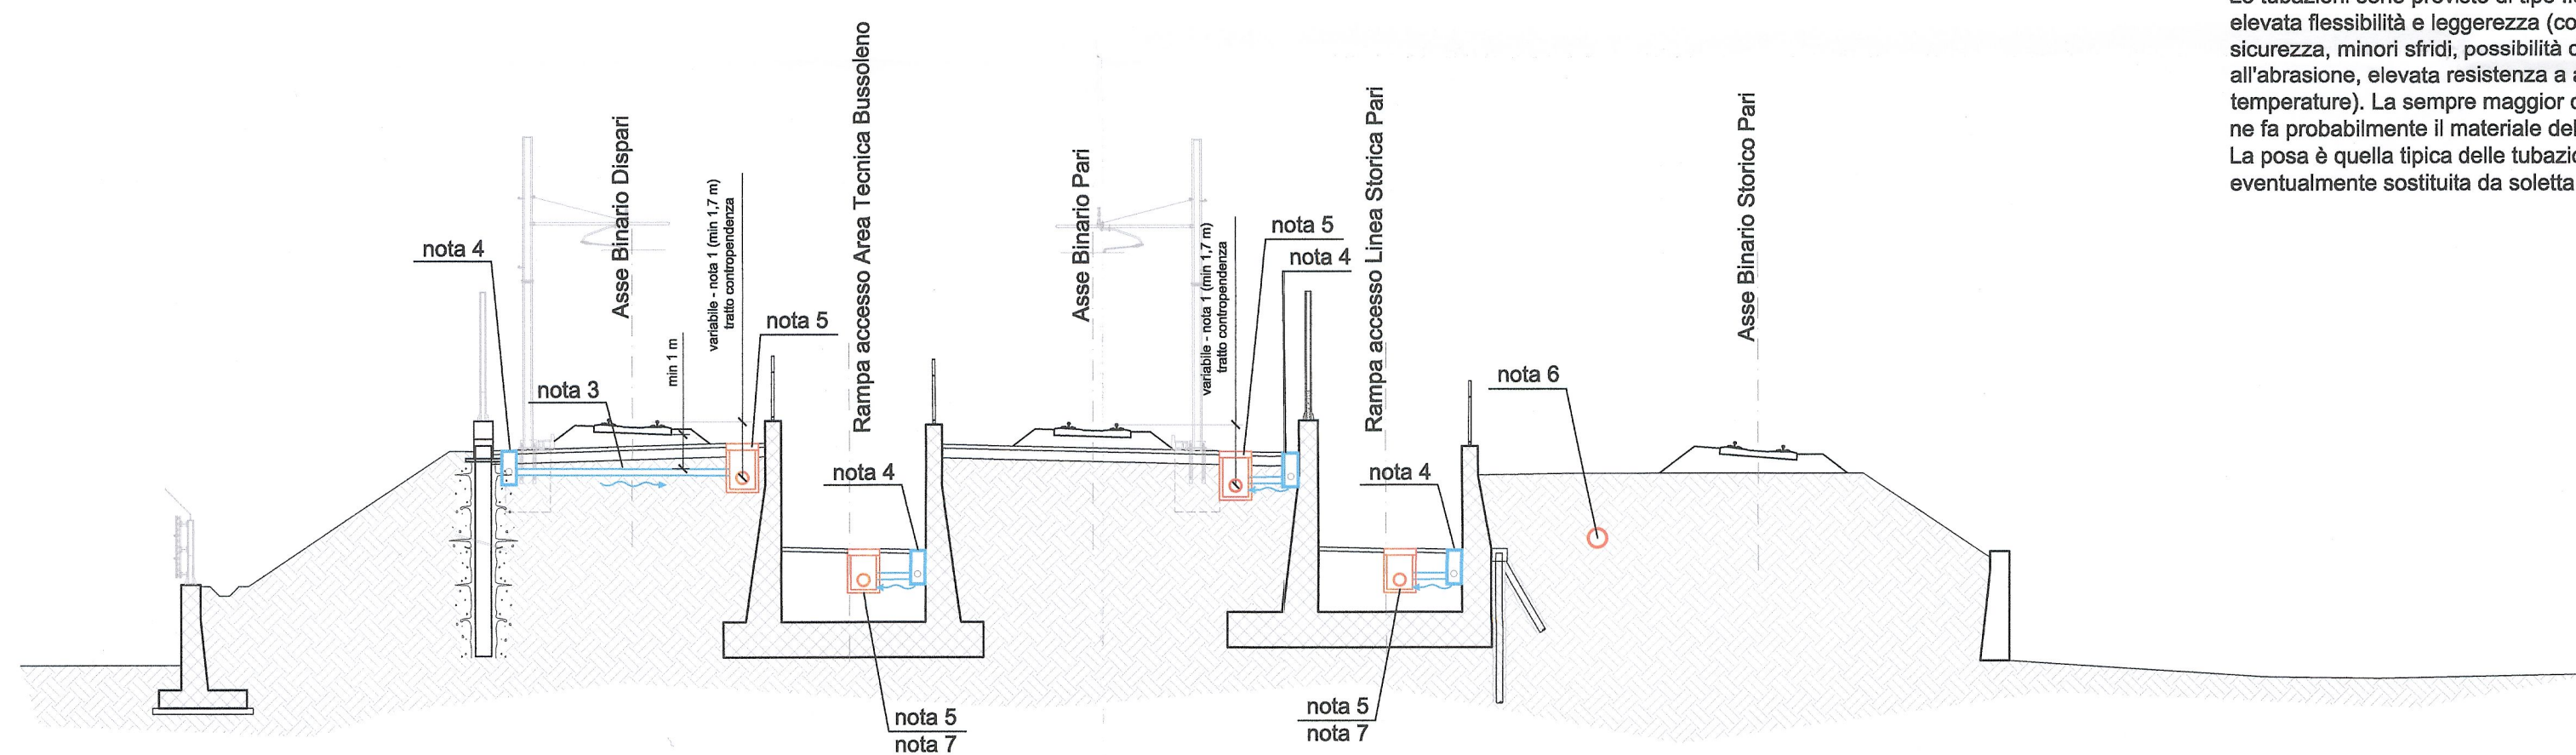 elevata flessibilità e leggerezza (co
sicurezza, minori sfridi, possibilità
all'abrasione, elevata resistenza a
temperature). La sempre maggior
ne fa probabilmente il materiale del
La posa è quella tipica delle tubazio
eventualmente sostituita da soletta
Asse Binario Dispari
variabile - nota 1 (min 1,7 m)
tratto contropendenza
Rampa accesso Area Tecnica Bussoleno
Asse Binario Pari
variabile - nota 1 (min 1,7 m)
tratto contropendenza
Rampa accesso Linea Storica Pari
Asse Binario Storico Pari
nota 4
nota 5
nota 4
nota 5
min 1 m
nota 3
nota 6
nota 4
nota 4
nota 5
nota 7
nota 5
nota 7